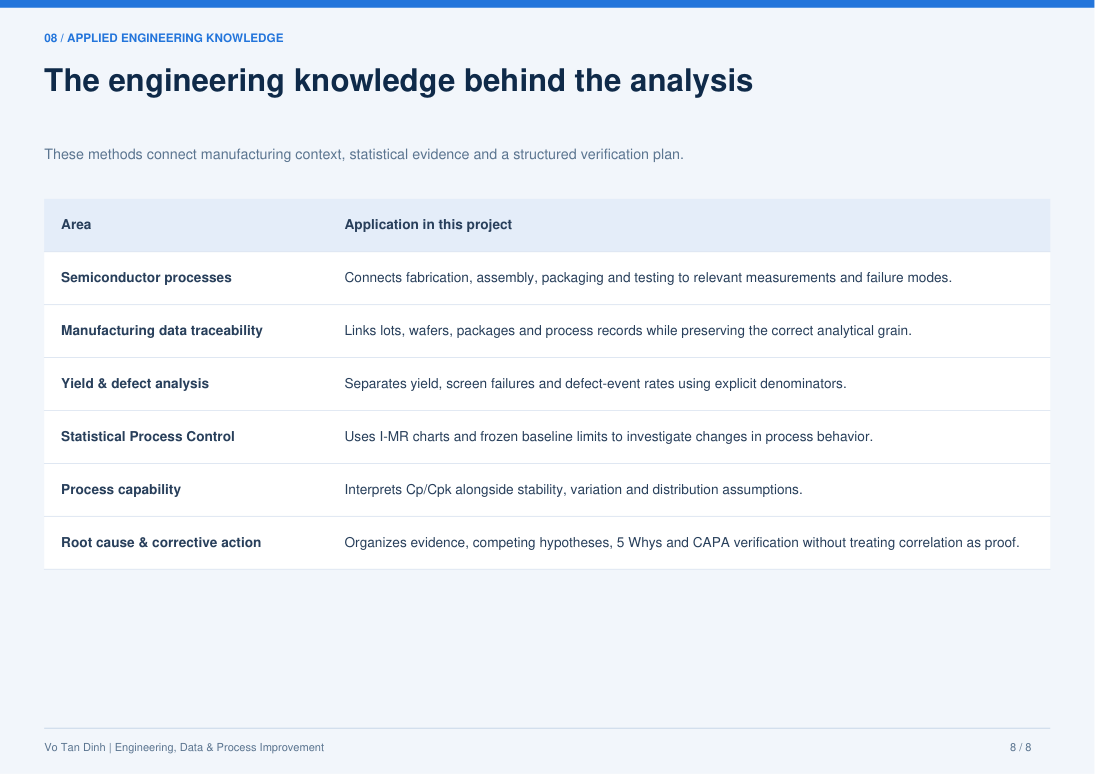 08 / APPLIED ENGINEERING KNOWLEDGE
The engineering knowledge behind the analysis
These methods connect manufacturing context, statistical evidence and a structured verification plan.
Area Application in this project
Semiconductor processes Connects fabrication, assembly, packaging and testing to relevant measurements and failure modes.
Manufacturing data traceability Links lots, wafers, packages and process records while preserving the correct analytical grain.
Yield & defect analysis Separates yield, screen failures and defect-event rates using explicit denominators.
Statistical Process Control Uses I-MR charts and frozen baseline limits to investigate changes in process behavior.
Process capability Interprets Cp/Cpk alongside stability, variation and distribution assumptions.
Root cause & corrective action Organizes evidence, competing hypotheses, 5 Whys and CAPA verification without treating correlation as proof.
Vo Tan Dinh | Engineering, Data & Process Improvement 8 / 8